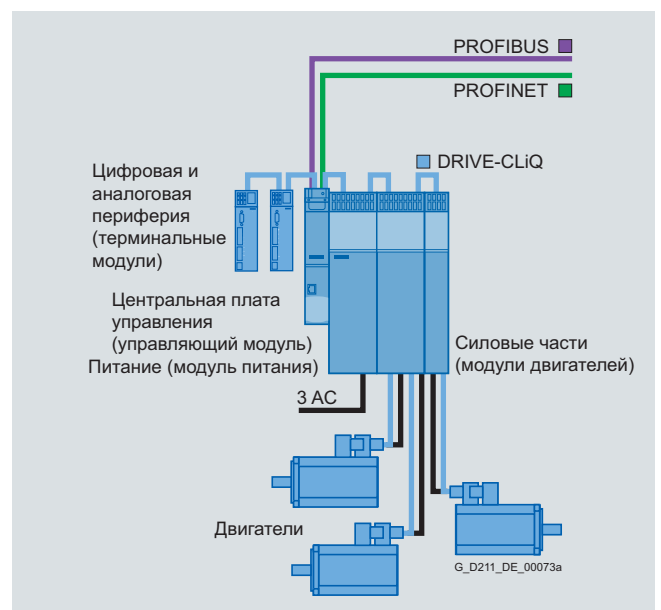 PROFIBUS
PROFINET
DRIVE-CLiQ
Цифровая и
аналоговая
периферия
(терминальные
модули)
Центральная плата
управления
(управляющий модуль)
Питание (модуль питания)
Силовые части
(модули двигателей)
3 AC
Двигатели
G_D211_DE_00073a